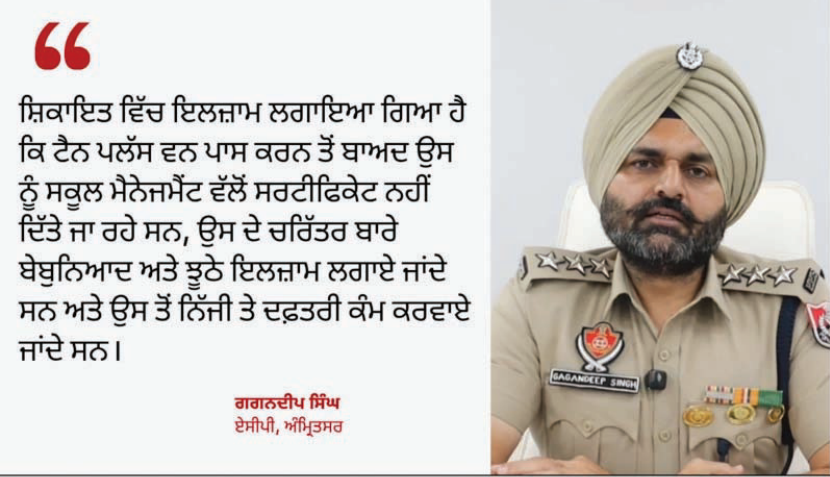 ਸ਼ਿਕਾਇਤ ਵਿੱਚ ਇਲਜ਼ਾਮ ਲਗਾਇਆ ਗਿਆ ਹੈ
ਕਿ ਟੈਨ ਪਲੱਸ ਵਨ ਪਾਸ ਕਰਨ ਤੋਂ ਬਾਅਦ ਉਸ
ਨੂੰ ਸਕੂਲ ਮੈਨੇਜਮੈਂਟ ਵੱਲੋਂ ਸਰਟੀਫਿਕੇਟ ਨਹੀਂ
ਦਿੱਤੇ ਜਾ ਰਹੇ ਸਨ, ਉਸ ਦੇ ਚਰਿੱਤਰ ਬਾਰੇ
ਬੇਬੁਨਿਆਦ ਅਤੇ ਝੂਠੇ ਇਲਜ਼ਾਮ ਲਗਾਏ ਜਾਂਦੇ
ਸਨ ਅਤੇ ਉਸ ਤੋਂ ਨਿੱਜੀ ਤੇ ਦਫ਼ਤਰੀ ਕੰਮ ਕਰਵਾਏ
ਜਾਂਦੇ ਸਨ।
ਗਗਨਦੀਪ ਸਿੰਘ
ਏਸੀਪੀ, ਅੰਮ੍ਰਿਤਸਰ
GAGANDEEP SINGH